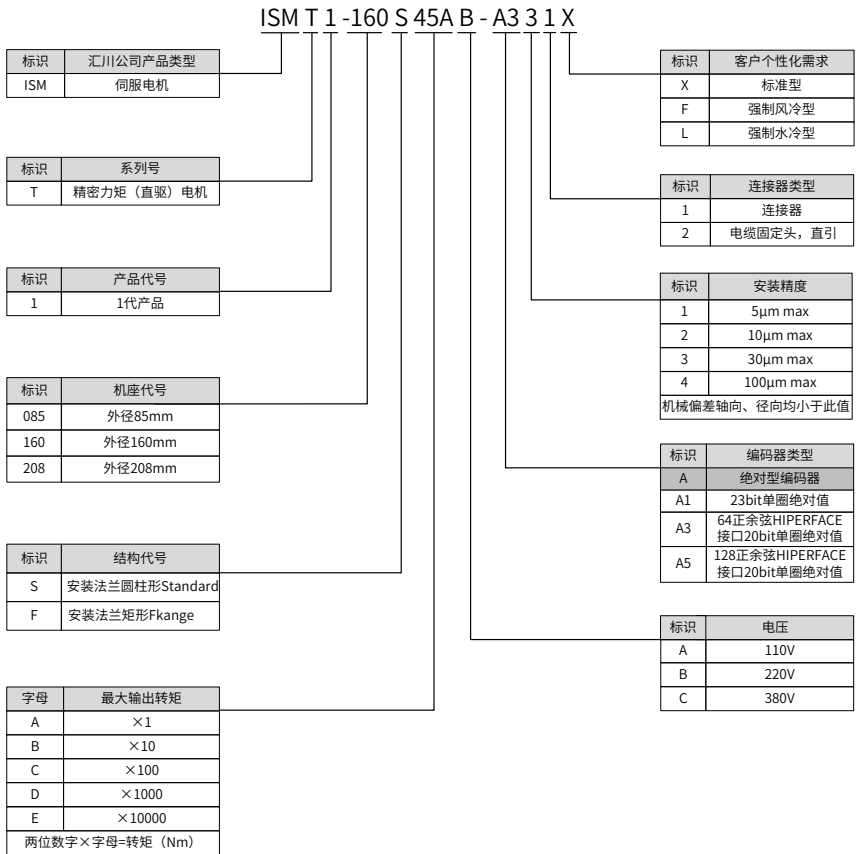 ISM T 1 -160 S 45A B - A3 3 1 X
标识 汇川公司产品类型
ISM 伺服电机
标识 系列号
T 精密力矩（直驱）电机
标识 产品代号
1 1代产品
标识 机座代号
085 外径85mm
160 外径160mm
208 外径208mm
标识 结构代号
S 安装法兰圆柱形Standard
F 安装法兰矩形Fkange
字母 最大输出转矩
A ×1
B ×10
C ×100
D ×1000
E ×10000
两位数字×字母=转矩（Nm）
标识 客户个性化需求
X 标准型
F 强制风冷型
L 强制水冷型
标识 连接器类型
1 连接器
2 电缆固定头，直引
标识 安装精度
1 5μm max
2 10μm max
3 30μm max
4 100μm max
机械偏差轴向、径向均小于此值
标识 编码器类型
A 绝对型编码器
A1 23bit单圈绝对值
A3 64正余弦HIPERFACE
接口20bit单圈绝对值
A5 128正余弦HIPERFACE
接口20bit单圈绝对值
标识 电压
A 110V
B 220V
C 380V